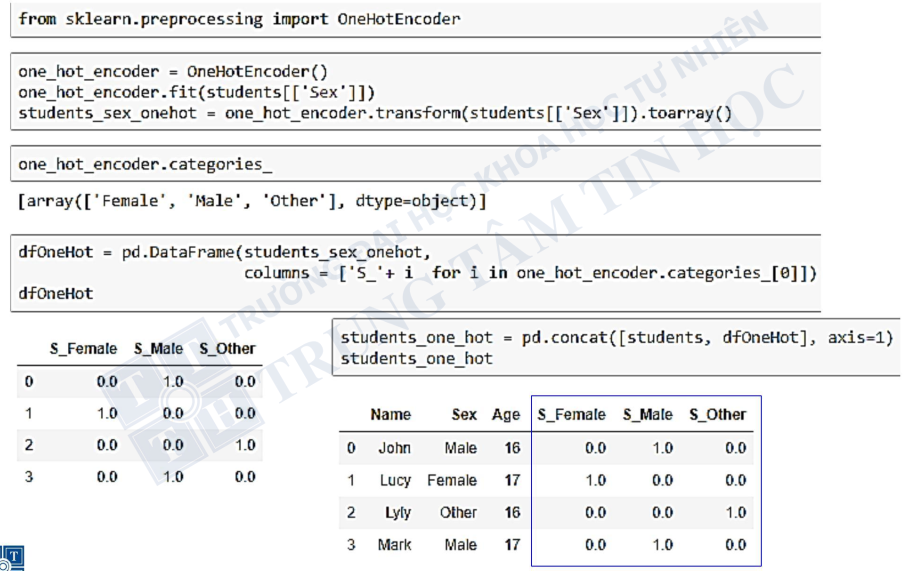 from sklearn.preprocessing import OneHotEncoder
one_hot_encoder = OneHotEncoder()
one_hot_encoder.fit(students[['Sex']])
students_sex_onehot = one_hot_encoder.transform(students[['Sex']]).toarray()
one_hot_encoder.categories_
[array(['Female', 'Male', 'Other'], dtype=object)]
dfOneHot = pd.DataFrame(students_sex_onehot,
columns = ['S_'+ i for i in one_hot_encoder.categories_[0]])
dfOneHot
S_Female S_Male S_Other
0 0.0 1.0 0.0
1 1.0 0.0 0.0
2 0.0 0.0 1.0
3 0.0 1.0 0.0
students_one_hot = pd.concat([students, dfOneHot], axis=1)
students_one_hot
Name Sex Age S_Female S_Male S_Other
0 John Male 16 0.0 1.0 0.0
1 Lucy Female 17 1.0 0.0 0.0
2 Lyly Other 16 0.0 0.0 1.0
3 Mark Male 17 0.0 1.0 0.0
TRƯỜNG ĐẠI HỌC KHOA HỌC TỰ NHIÊN
TRUNG TÂM TIN HỌC
T